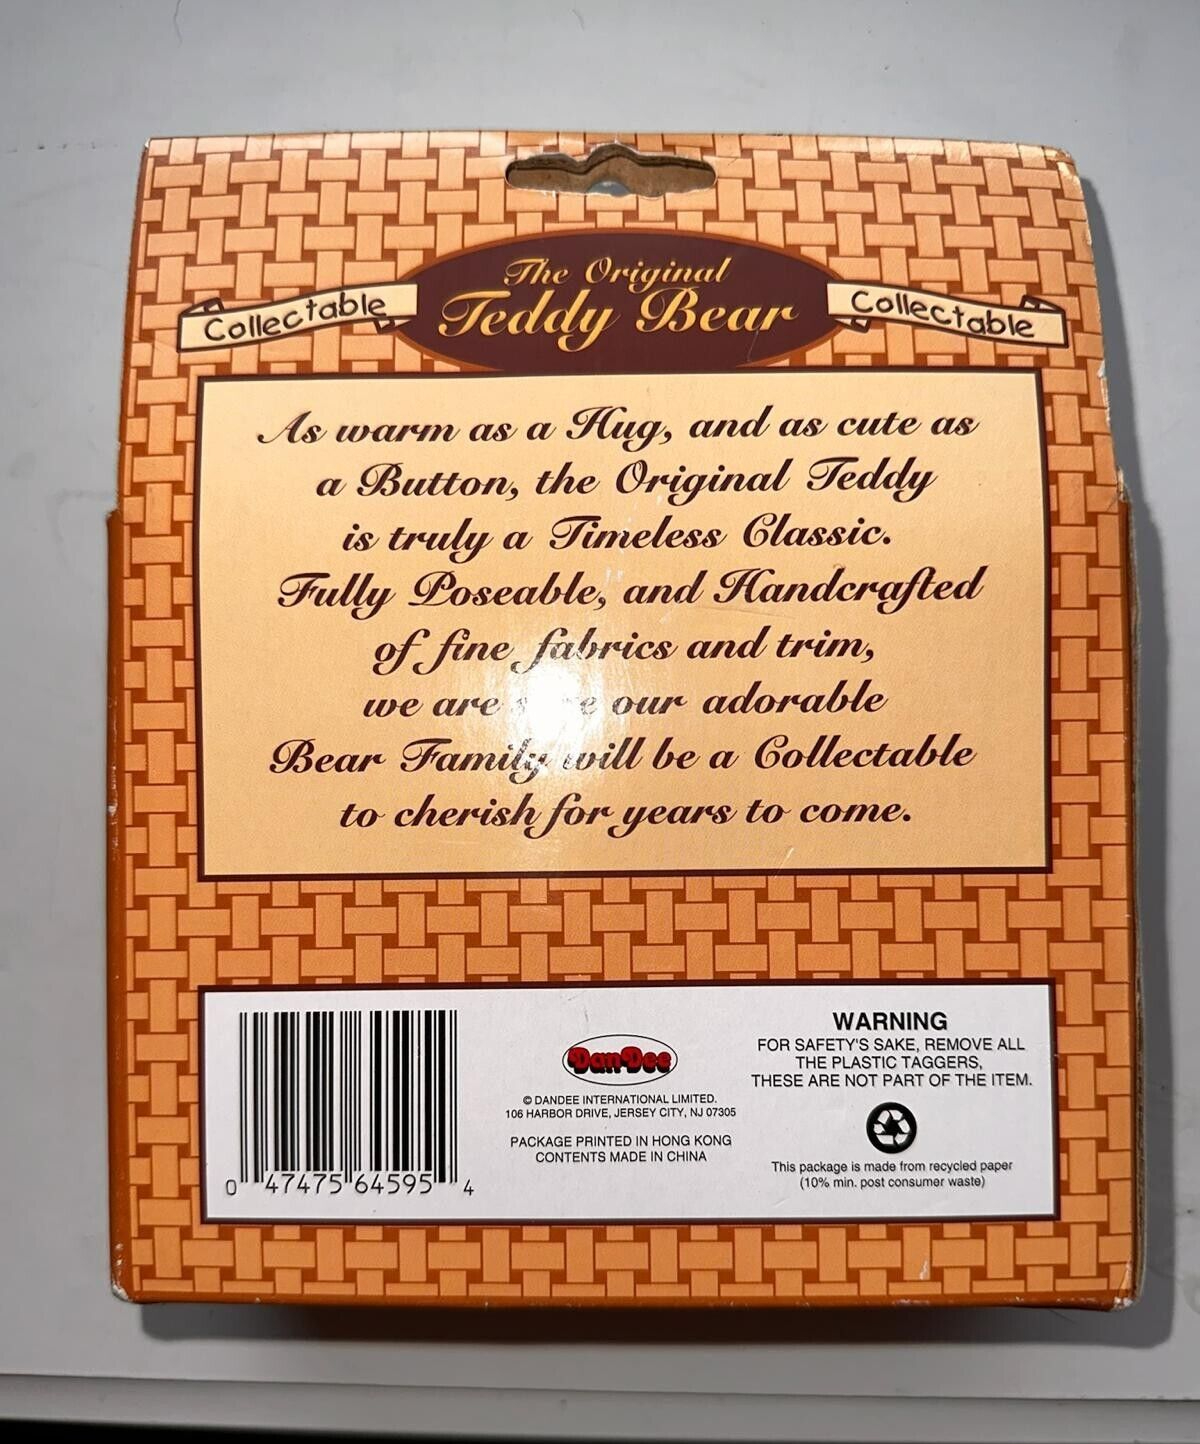 The Original
Teddy Bear
Collectable
Collectable
As warm as a Hug, and as cute as
a Button, the Original Teddy
is truly a Timeless Classic.
Fully Poseable, and Handcrafted
of fine fabrics and trim,
we are our adorable
Bear Family will be a Collectable
to cherish for years to come.
0 47475 64595 4
DanDee
© DANDEE INTERNATIONAL LIMITED.
106 HARBOR DRIVE, JERSEY CITY, NJ 07305
PACKAGE PRINTED IN HONG KONG
CONTENTS MADE IN CHINA
WARNING
FOR SAFETY'S SAKE, REMOVE ALL
THE PLASTIC TAGGERS,
THESE ARE NOT PART OF THE ITEM.
This package is made from recycled paper
(10% min. post consumer waste)